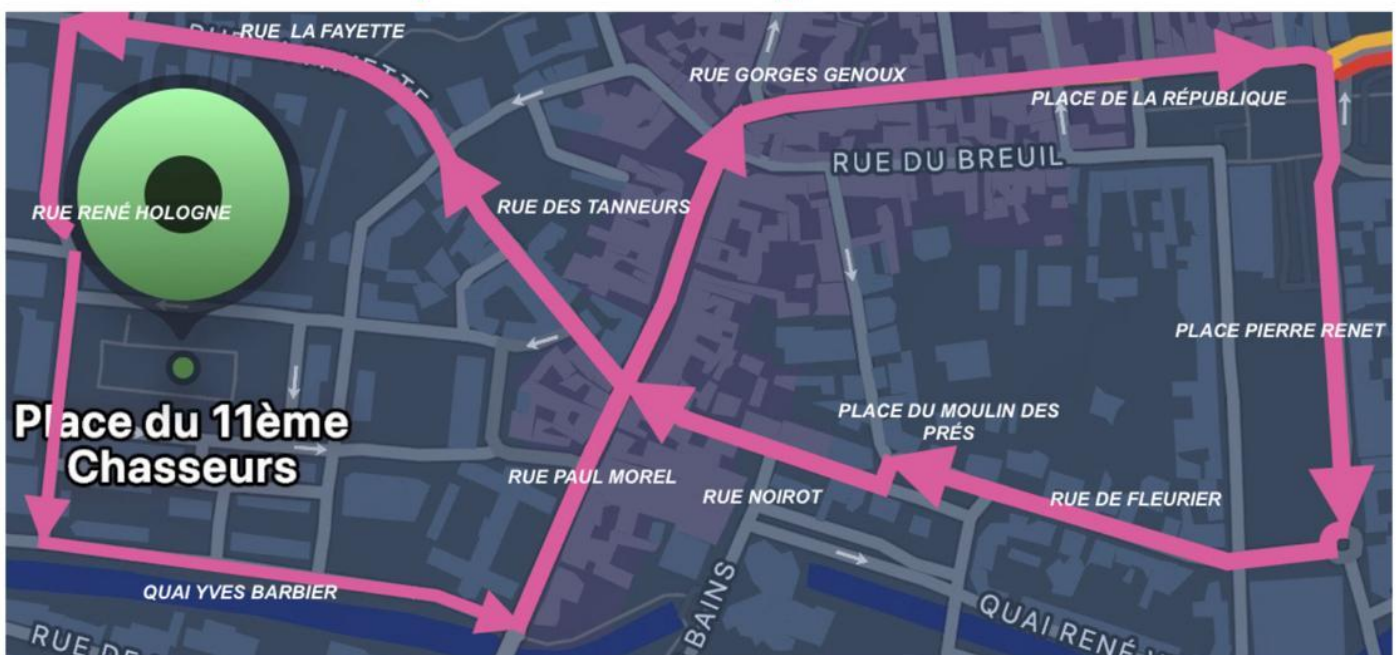 RUE LA FAYETTE
RUE GORGES GENOUX
PLACE DE LA RÉPUBLIQUE
RUE DU BREUIL
RUE DES TANNEURS
RUE RENÉ HOLOGNE
PLACE PIERRE RENET
Place du 11ème
Chasseurs
PLACE DU MOULIN DES
PRÉS
RUE PAUL MOREL
RUE NOIROT
RUE DE FLEURIER
QUAI YVES BARBIER
BAINS
QUAI RENÉ
RUE DE